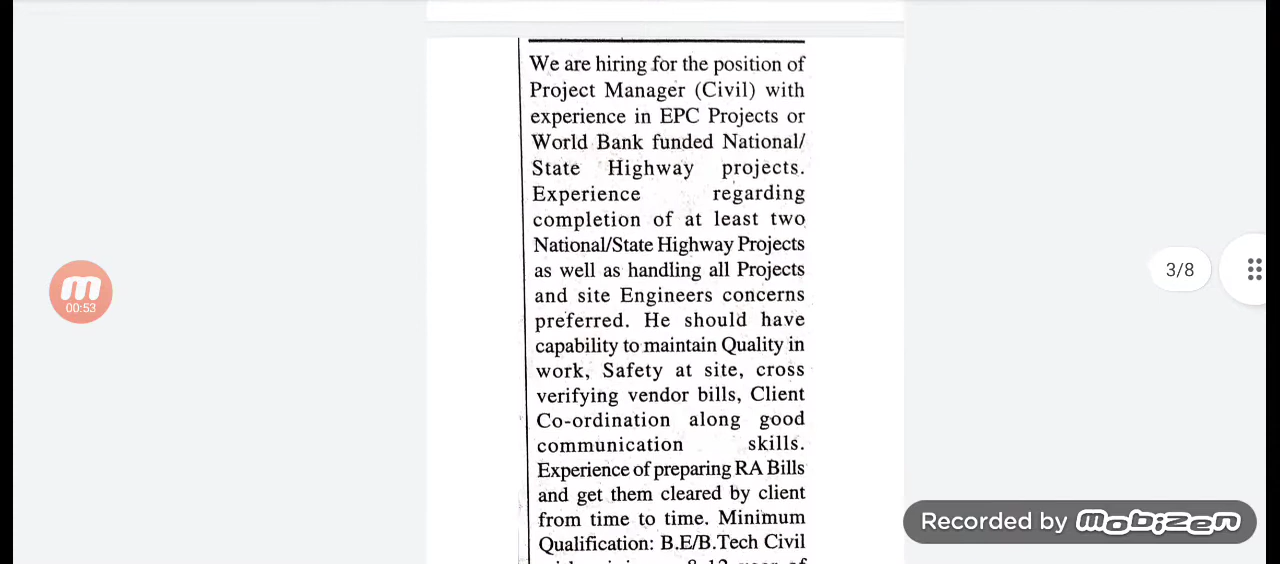 We are hiring for the position of
Project Manager (Civil) with
experience in EPC Projects or
World Bank funded National/
State Highway projects.
Experience regarding
completion of at least two
National/State Highway Projects
as well as handling all Projects
and site Engineers concerns
preferred. He should have
capability to maintain Quality in
work, Safety at site, cross
verifying vendor bills, Client
Co-ordination along good
communication skills.
Experience of preparing RA Bills
and get them cleared by client
from time to time. Minimum
Qualification: B.E/B.Tech Civil
00:53
3/8
Recorded by mobizen